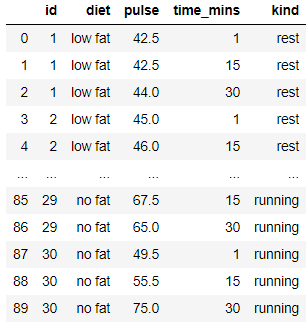 id diet pulse time_mins kind
0 1 low fat 42.5 1 rest
1 1 low fat 42.5 15 rest
2 1 low fat 44.0 30 rest
3 2 low fat 45.0 1 rest
4 2 low fat 46.0 15 rest
... ... ... ... ... ...
85 29 no fat 67.5 15 running
86 29 no fat 65.0 30 running
87 30 no fat 49.5 1 running
88 30 no fat 55.5 15 running
89 30 no fat 75.0 30 running